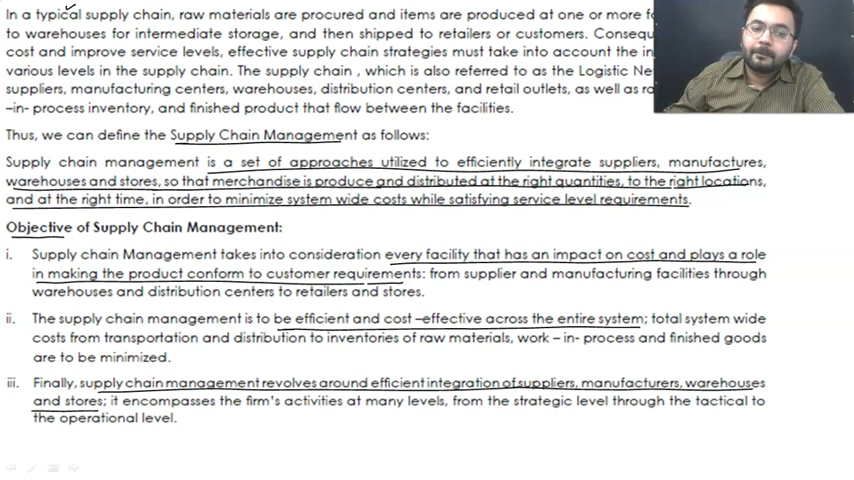 In a typical supply chain, raw materials are procured and items are produced at one or more
to warehouses for intermediate storage, and then shipped to retailers or customers.
cost and improve service levels, effective supply chain strategies must take into account the
various levels in the supply chain. The supply chain , which is also referred to as the Logistic
suppliers, manufacturing centers, warehouses, distribution centers, and retail outlets, as well as
–in- process inventory, and finished product that flow between the facilities.
Thus, we can define the Supply Chain Management as follows:
Supply chain management is a set of approaches utilized to efficiently integrate suppliers, manufactures,
warehouses and stores, so that merchandise is produce and distributed at the right quantities, to the right locations,
and at the right time, in order to minimize system wide costs while satisfying service level requirements.
Objective of Supply Chain Management:
i. Supply chain Management takes into consideration every facility that has an impact on cost and plays a role
in making the product conform to customer requirements: from supplier and manufacturing facilities through
warehouses and distribution centers to retailers and stores.
ii. The supply chain management is to be efficient and cost –effective across the entire system; total system wide
costs from transportation and distribution to inventories of raw materials, work – in- process and finished goods
are to be minimized.
iii. Finally, supply chain management revolves around efficient integration of suppliers, manufacturers, warehouses
and stores; it encompasses the firm's activities at many levels, from the strategic level through the tactical to
the operational level.